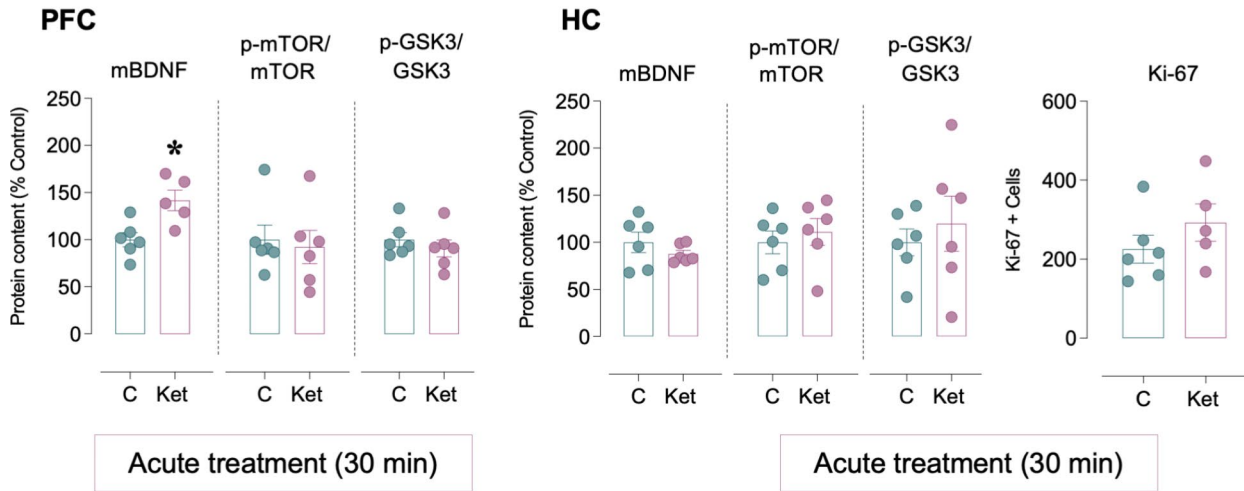 PFC
mBDNF
p-mTOR/
mTOR
p-GSK3/
GSK3
Protein content (% Control)
250
200
150
100
50
0
*
C Ket
C Ket
C Ket
Acute treatment (30 min)
HC
mBDNF
p-mTOR/
mTOR
p-GSK3/
GSK3
Protein content (% Control)
250
200
150
100
50
0
C Ket
C Ket
C Ket
Ki-67
Ki-67 + Cells
600
400
200
0
C Ket
Acute treatment (30 min)